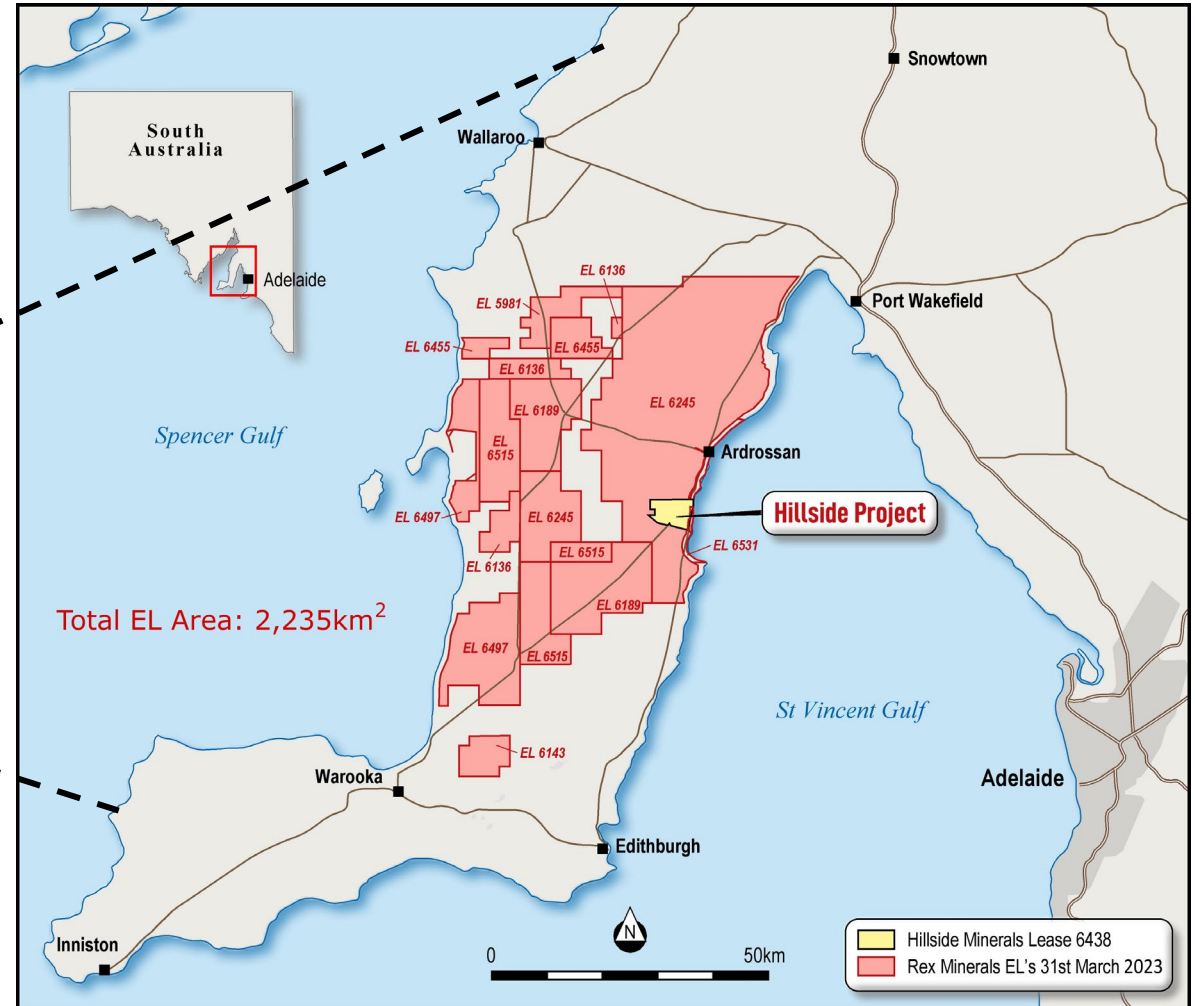 Snowtown
South
Australia
Wallaroo
Adelaide
EL 6136
Port Wakefield
EL 5981
EL 6455
EL 6455
EL 6136
EL 6189
EL 6245
Spencer Gulf
EL
6515
Ardrossan
EL 6497
EL 6245
Hillside Project
EL 6531
EL 6515
EL 6136
EL 6189
Total EL Area: 2,235km²
EL 6497
EL 6515
St Vincent Gulf
EL 6143
Warooka
Adelaide
Edithburgh
Inniston
N
0
50km
Hillside Minerals Lease 6438
Rex Minerals EL's 31st March 2023